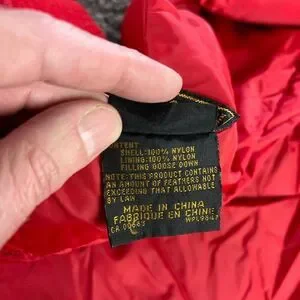 CONTENT
SHELL:100% NYLON
LINING:100% NYLON
FILLING GOOSE DOWN
NOTE:THIS PRODUCT CONTAINS
AN AMOUNT OF FEATHERS NOT
EXCEEDING THAT ALLOWABLE
BY LAW.
MADE IN CHINA
FABRIQUE EN CHINE